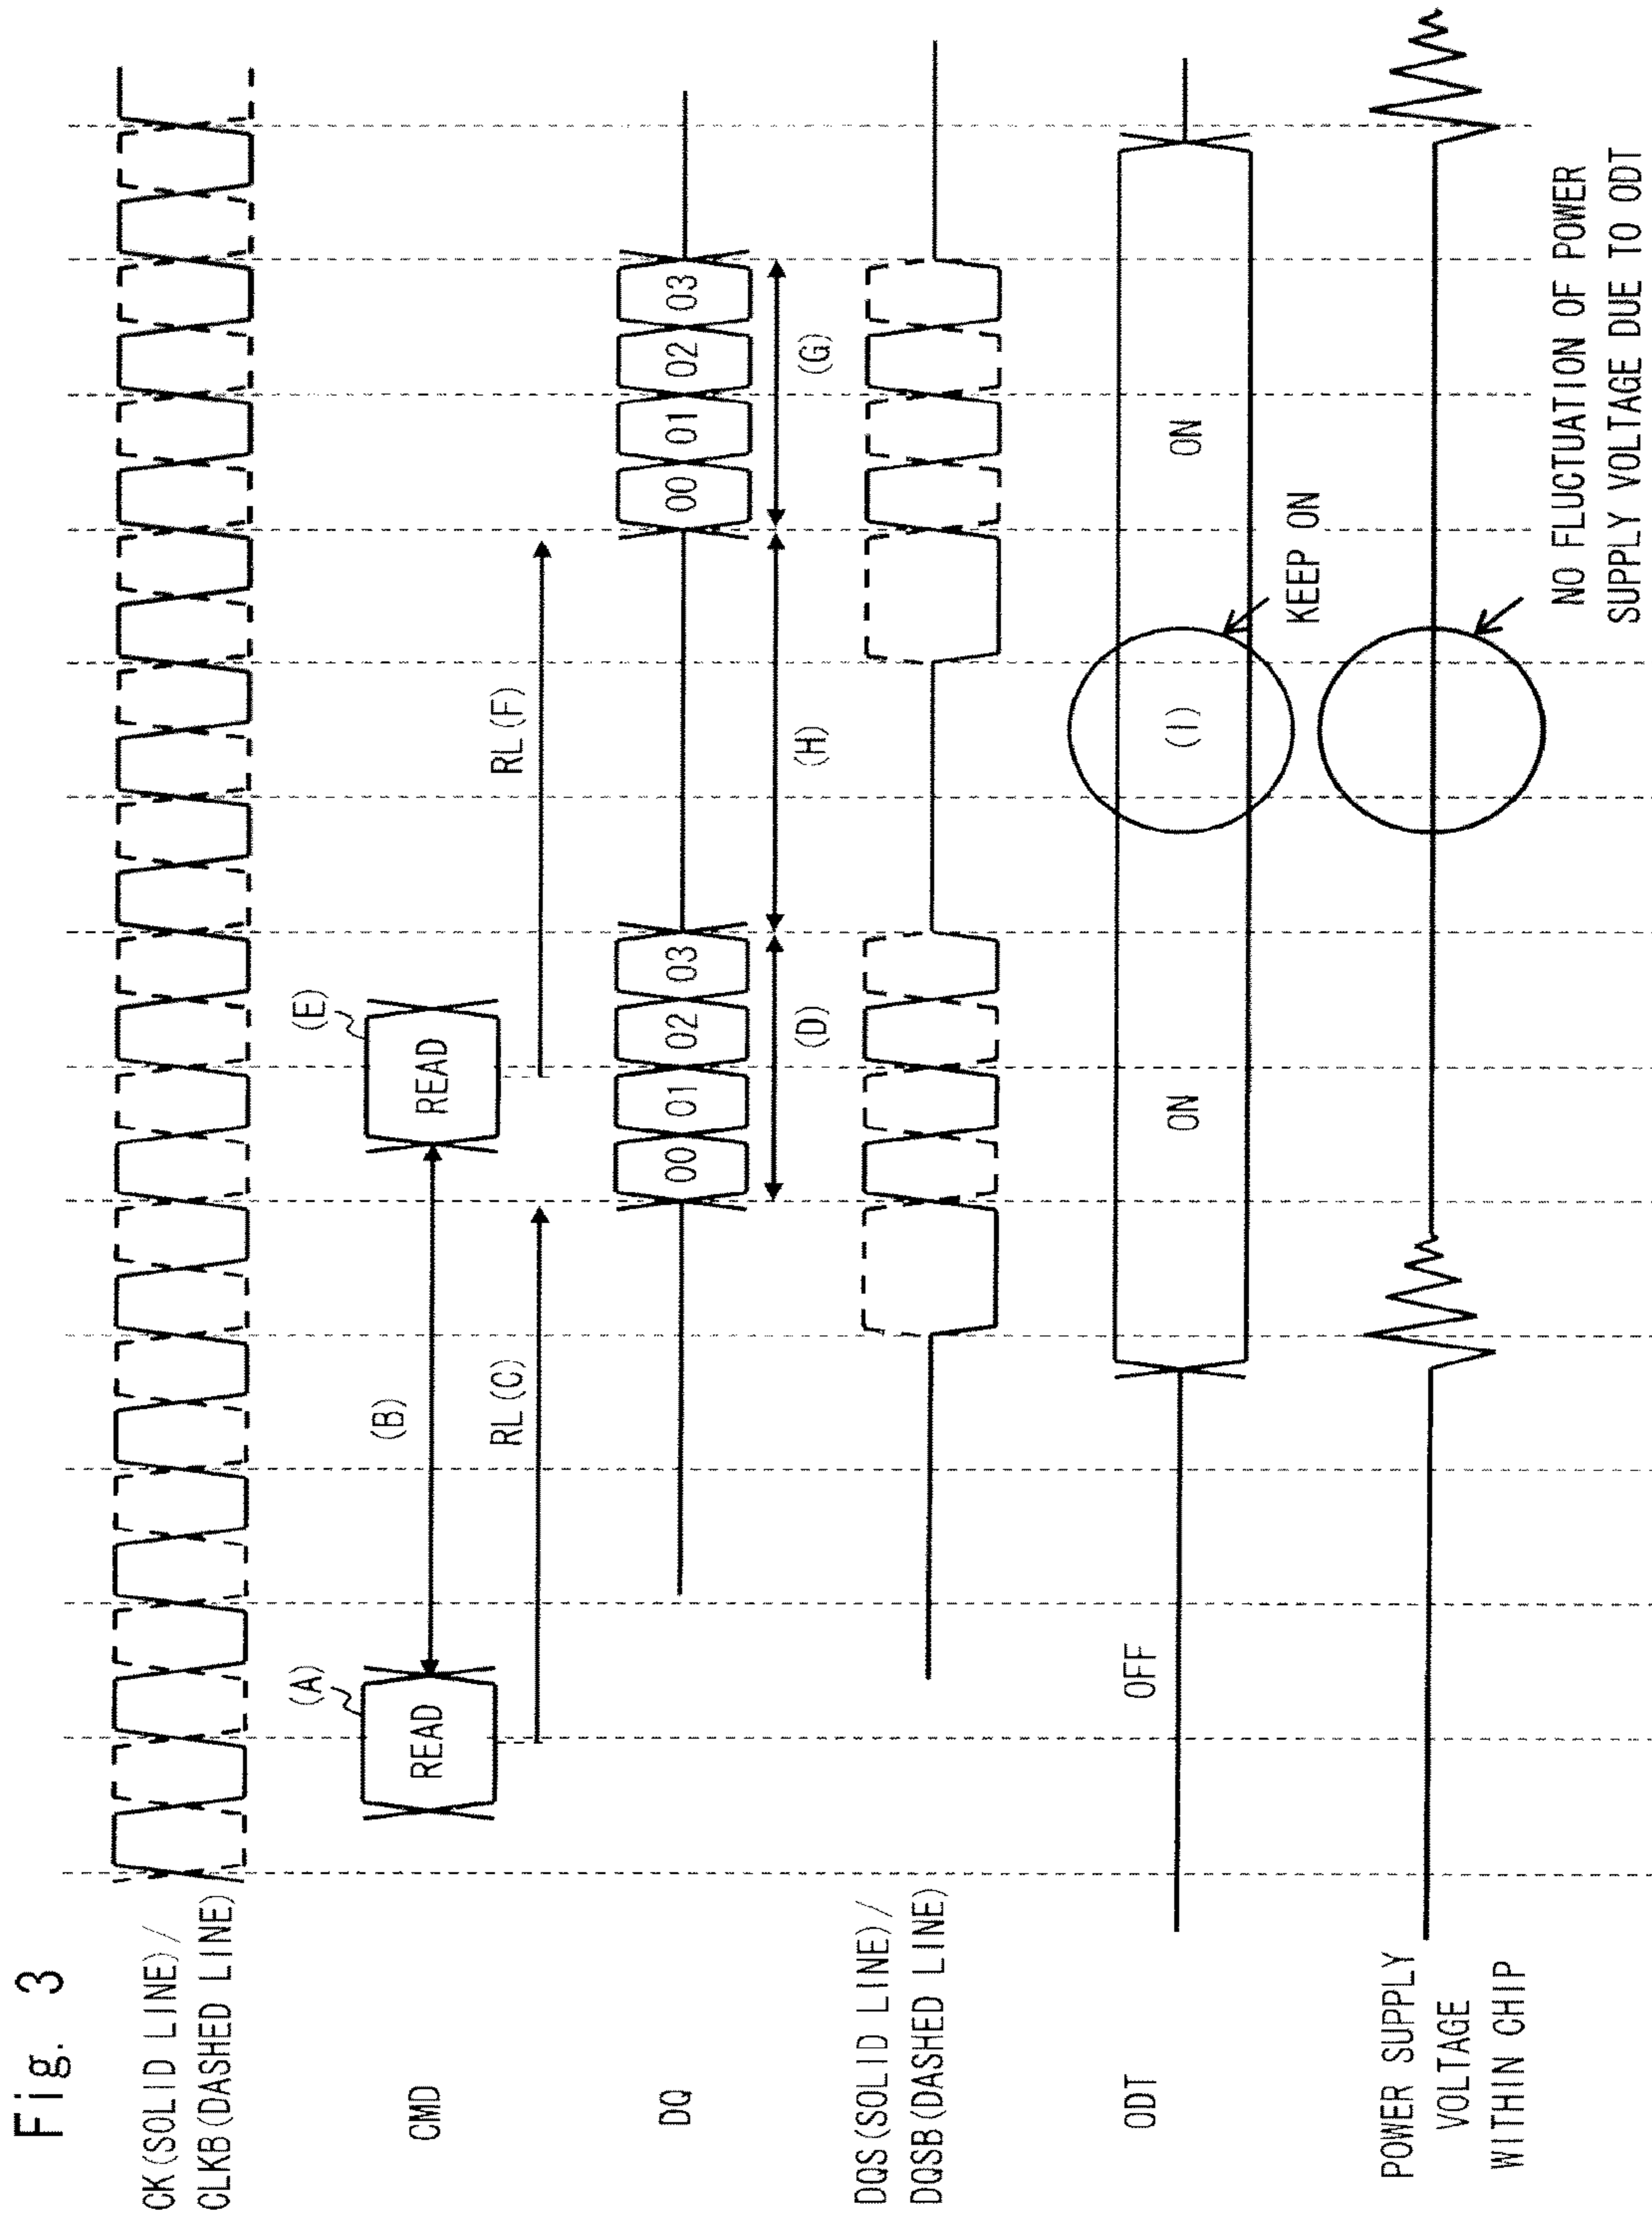 Fig. 3
CK(SOLID LINE)/
CLKB(DASHED LINE)
CMD
(A)
READ
(B)
(E)
READ
RL(C)
RL(F)
DQ
00
01
02
03
00
01
02
03
(D)
(H)
(G)
DQS(SOLID LINE)/
DQSB(DASHED LINE)
ODT
OFF
ON
(I)
ON
KEEP ON
POWER SUPPLY
VOLTAGE
WITHIN CHIP
NO FLUCTUATION OF POWER
SUPPLY VOLTAGE DUE TO ODT